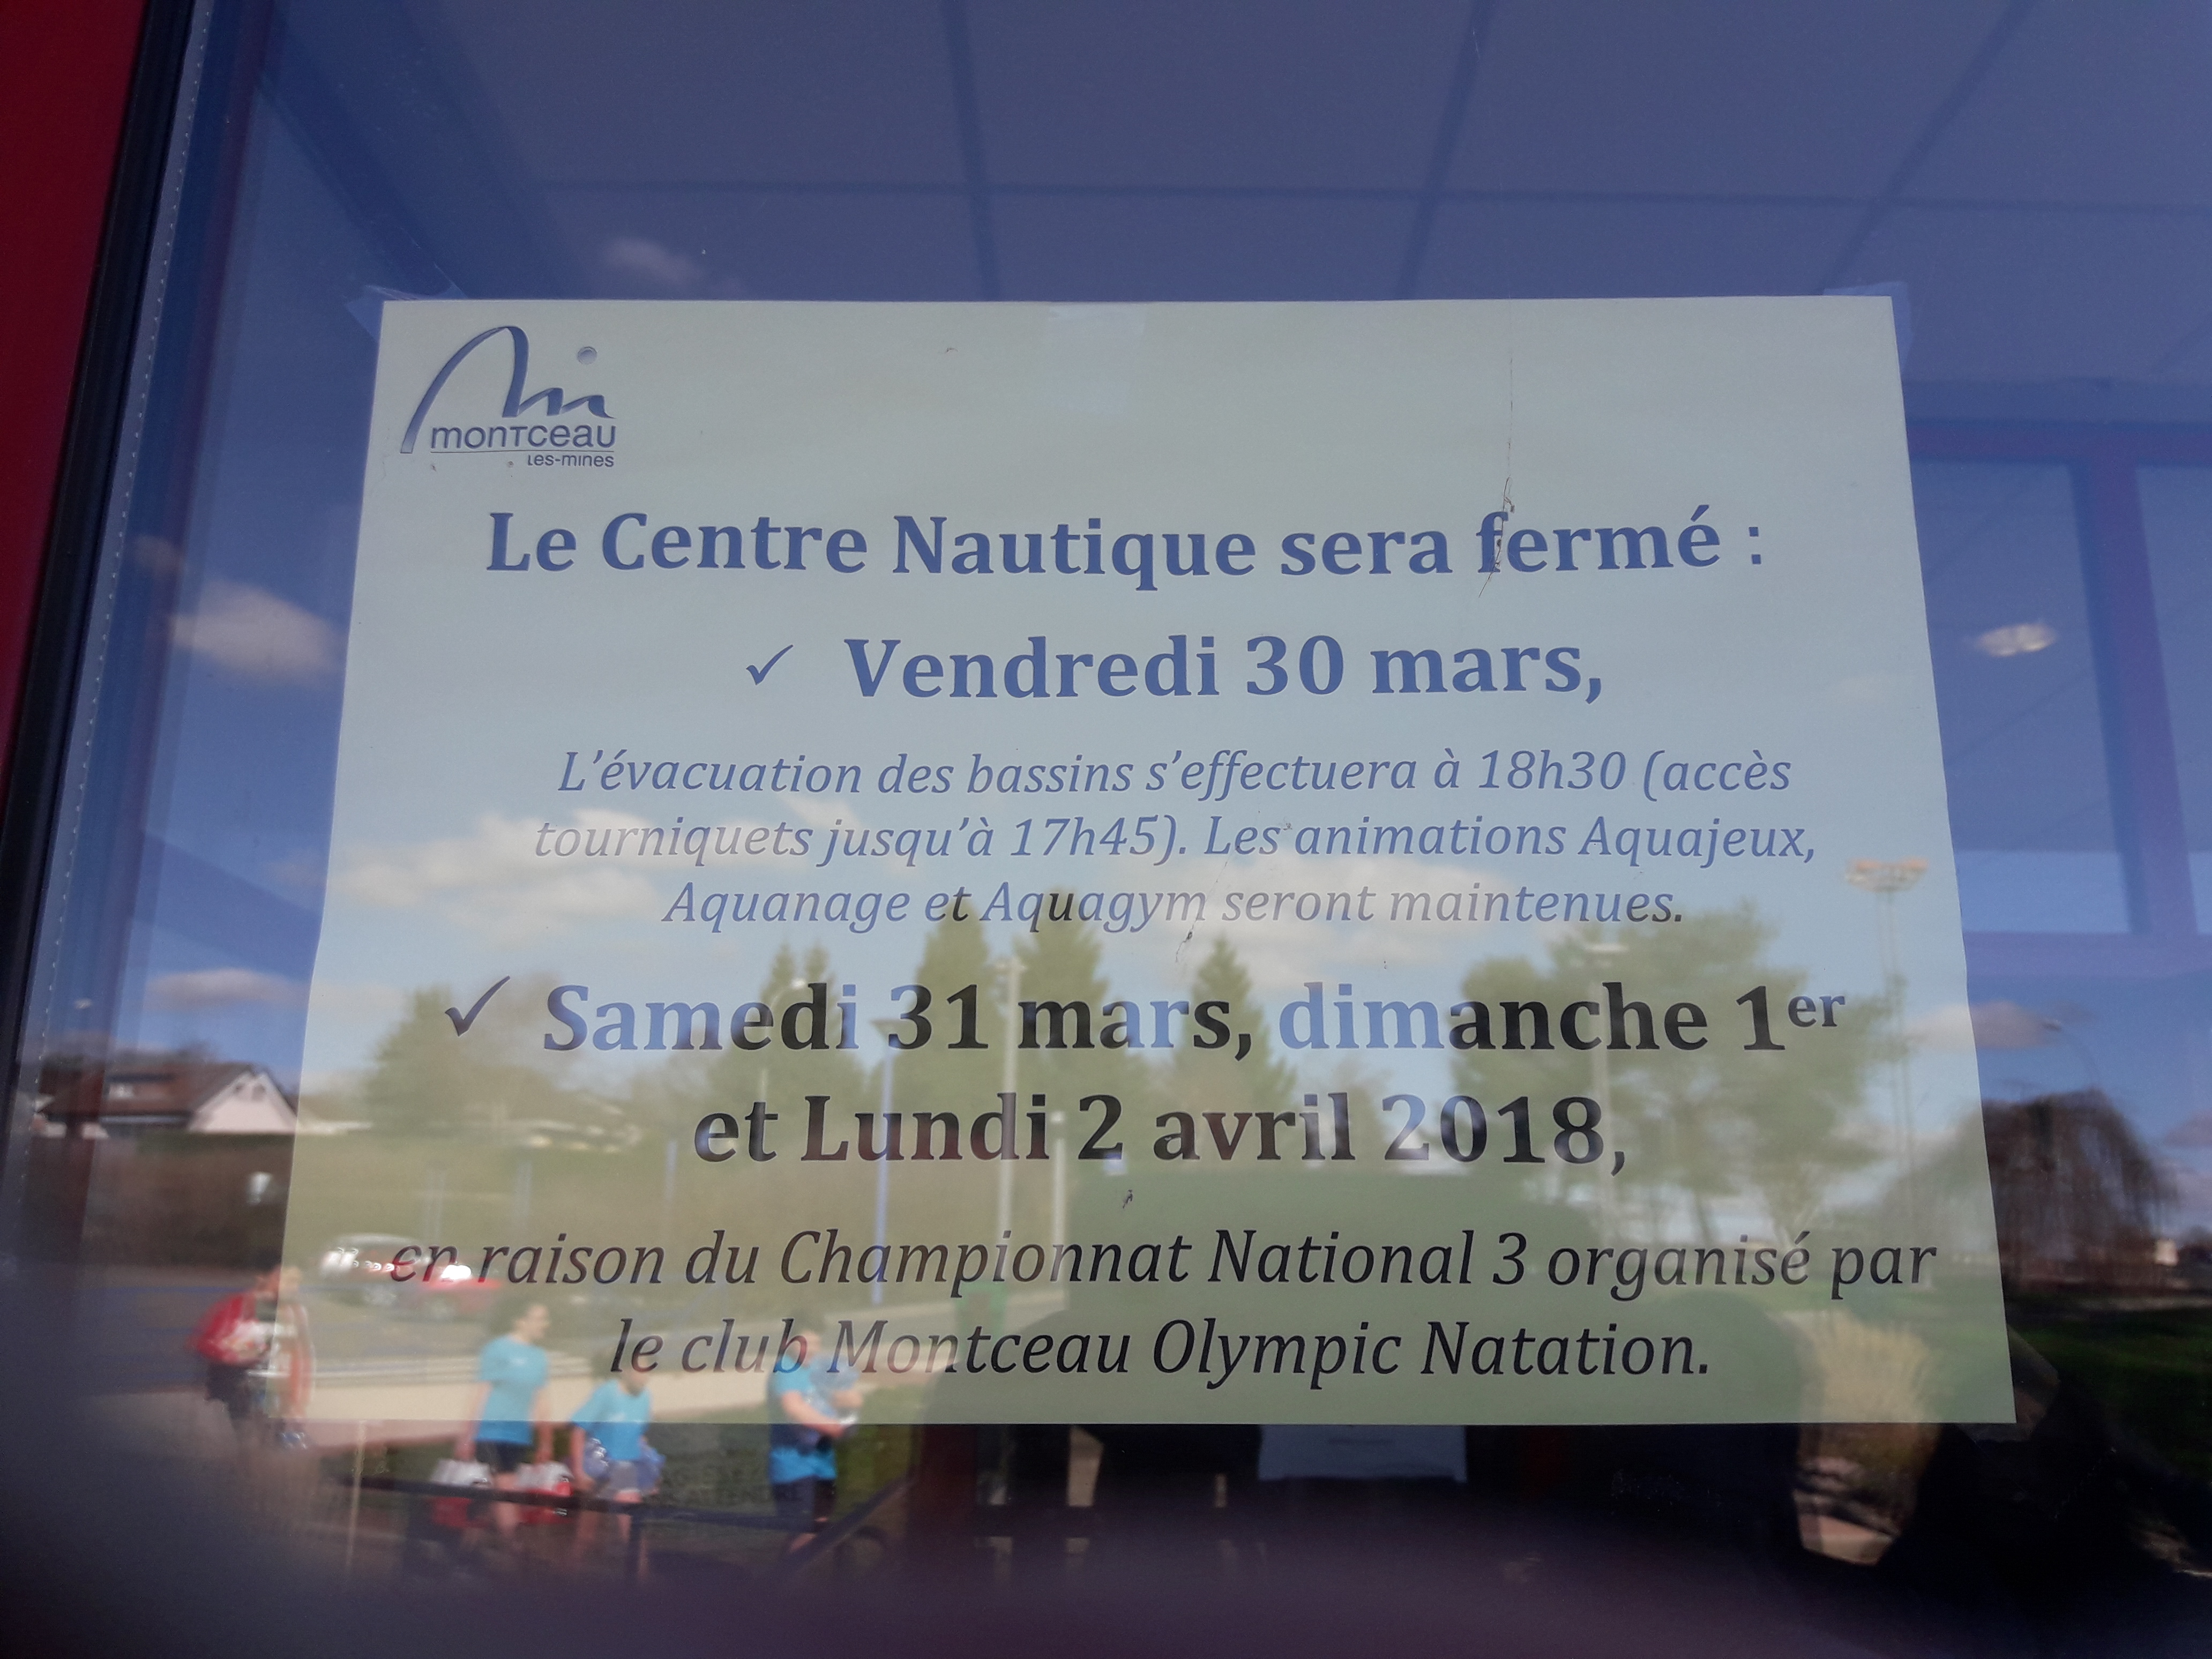 montceau
Les-mines
Le Centre Nautique sera fermé :
✓ Vendredi 30 mars,
L'évacuation des bassins s'effectuera à 18h30 (accès
tourniquets jusqu'à 17h45). Les animations Aquajeux,
Aquanage et Aquagym seront maintenues.
✓ Samedi 31 mars, dimanche 1er
et Lundi 2 avril 2018,
en raison du Championnat National 3 organisé par
le club Montceau Olympic Natation.